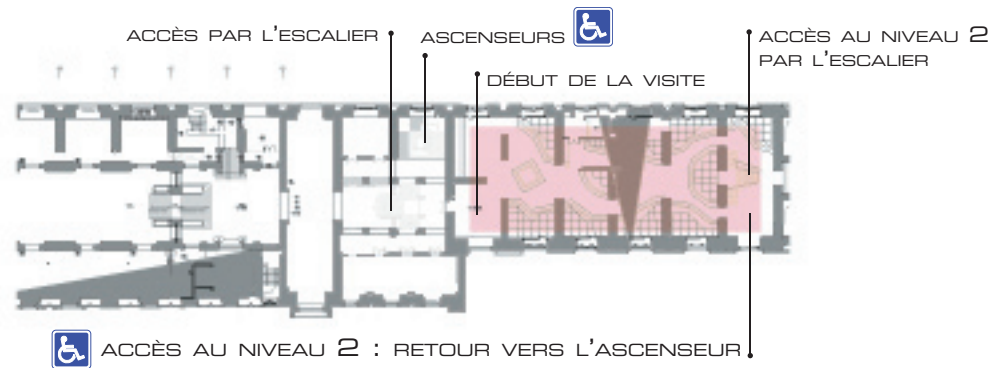 ACCÈS PAR L'ESCALIER
ASCENSEURS
DÉBUT DE LA VISITE
ACCÈS AU NIVEAU 2
PAR L'ESCALIER
ACCÈS AU NIVEAU 2 : RETOUR VERS L'ASCENSEUR